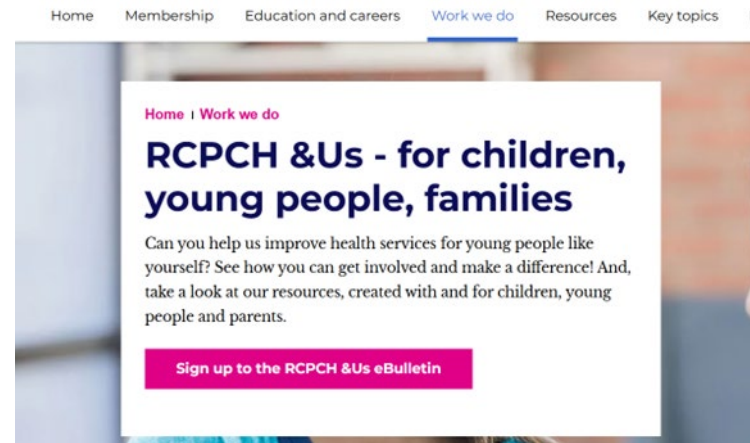 Home Membership Education and careers Work we do Resources Key topics
Home | Work we do
RCPCH &Us - for children,
young people, families
Can you help us improve health services for young people like
yourself? See how you can get involved and make a difference! And,
take a look at our resources, created with and for children, young
people and parents.
Sign up to the RCPCH &Us eBulletin